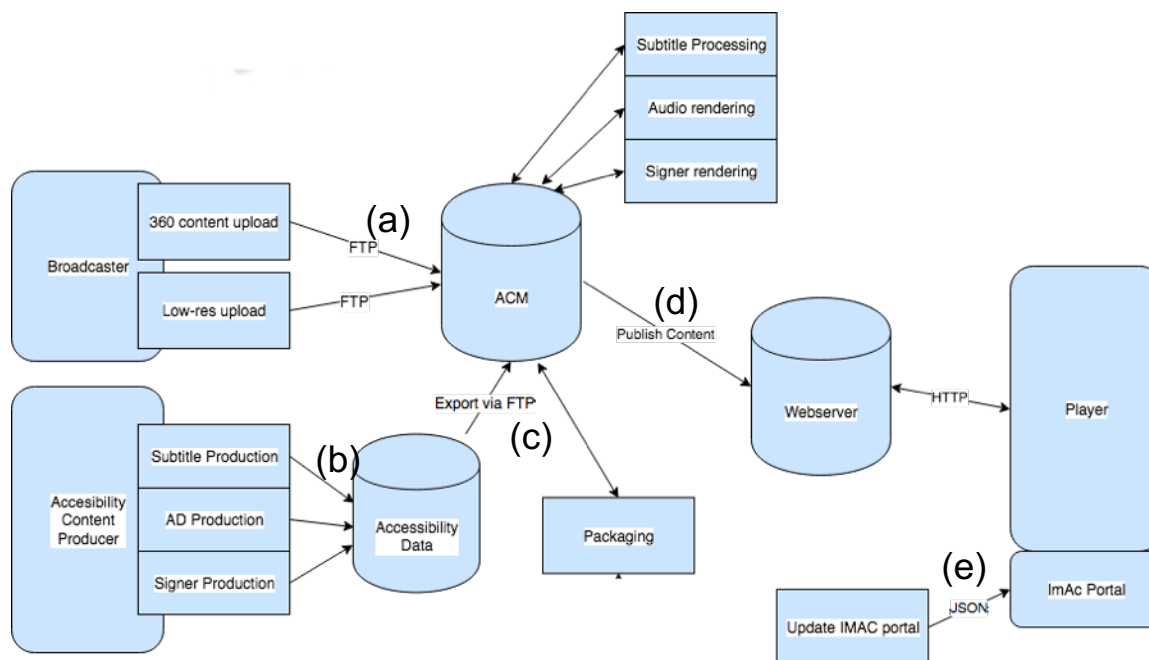 Subtitle Processing
Audio rendering
Signer rendering
(a)
360 content upload
FTP
Broadcaster
Low-res upload
FTP
ACM
(d)
Publish Content
Export via FTP
HTTP
Webserver
Player
(c)
(b)
Subtitle Production
Accesibility
Content
Producer
AD Production
Accessibility
Data
Packaging
Signer Production
(e)
ImAc Portal
JSON
Update IMAC portal